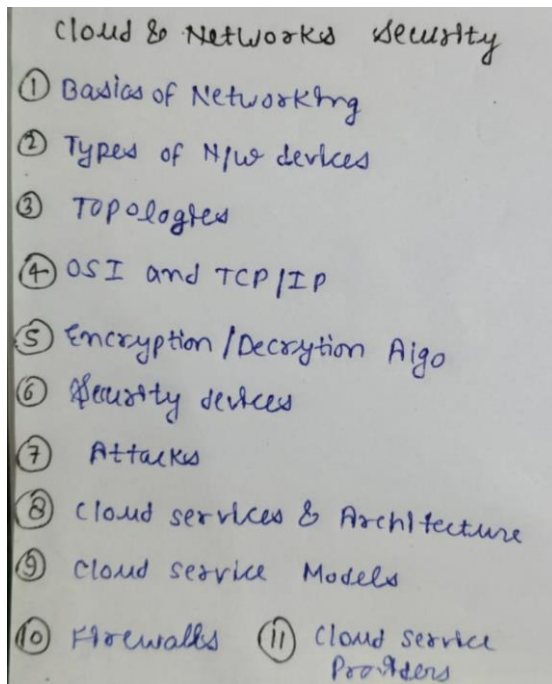 Cloud & Networks Security
① Basics of Networking
② Types of N/w devices
③ Topologies
④ OSI and TCP/IP
⑤ Encryption/Decrytion Algo
⑥ Security devices
⑦ Attacks
⑧ Cloud services & Architecture
⑨ Cloud service Models
⑩ Firewalls ⑪ Cloud service
Providers